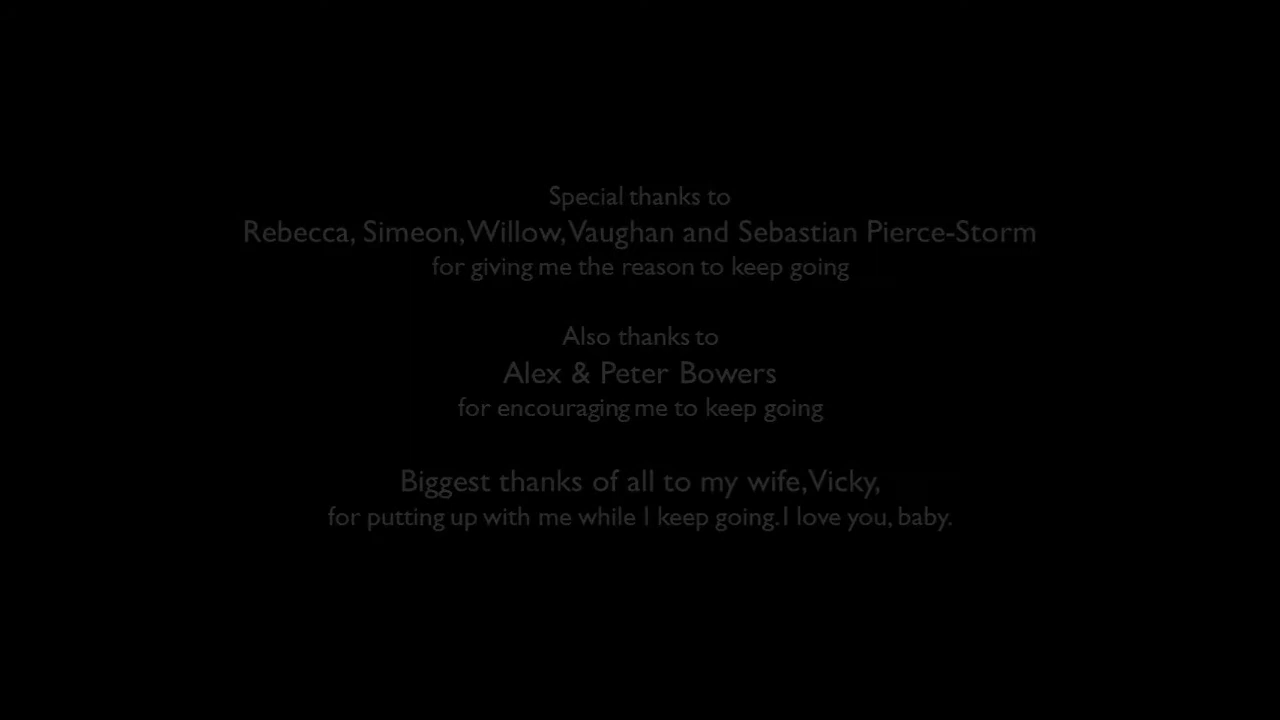 Special thanks to
Rebecca, Simeon, Willow, Vaughan and Sebastian Pierce-Storm
for giving me the reason to keep going
Also thanks to
Alex & Peter Bowers
for encouraging me to keep going
Biggest thanks of all to my wife, Vicky,
for putting up with me while I keep going. I love you, baby.